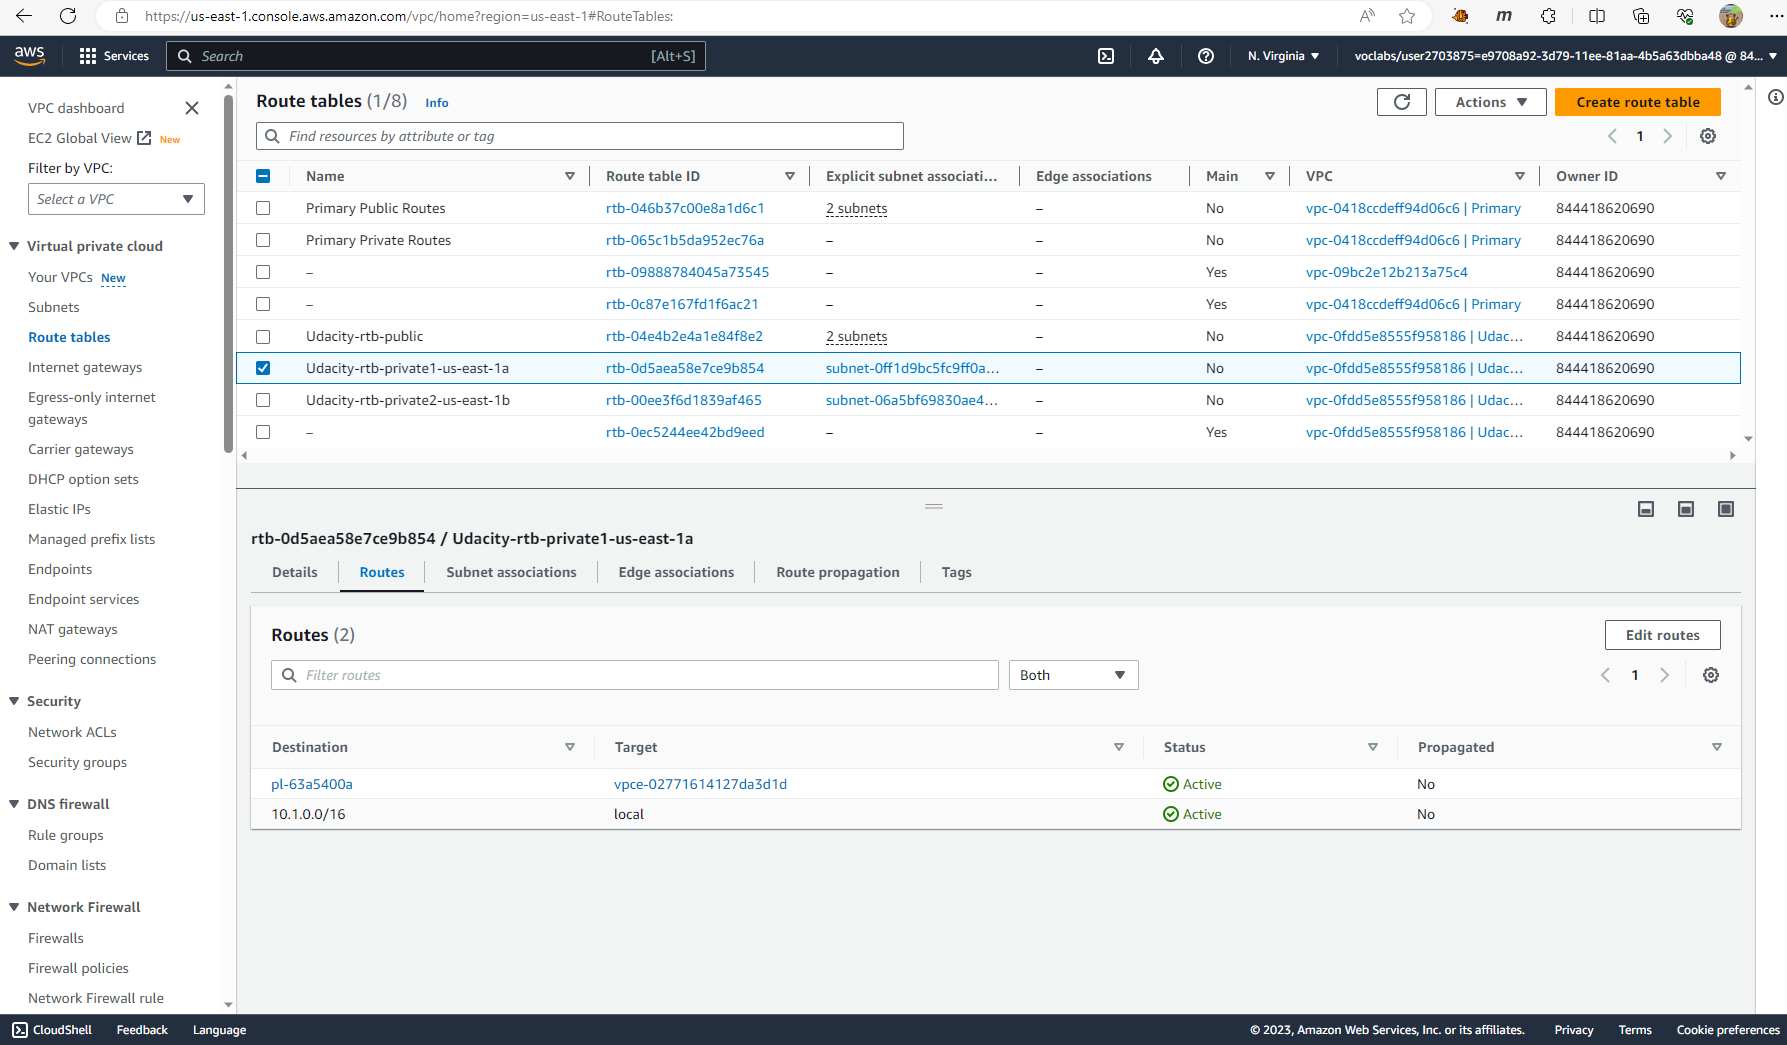 https://us-east-1.console.aws.amazon.com/vpc/home?region=us-east-1#RouteTables:
aws
Services
Search
[Alt+S]
N. Virginia
voclabs/user2703875=e9708a92-3d79-11ee-81aa-4b5a63dbba48 @ 84...
VPC dashboard
EC2 Global View New
Filter by VPC:
Select a VPC
Virtual private cloud
Your VPCs New
Subnets
Route tables
Internet gateways
Egress-only internet
gateways
Carrier gateways
DHCP option sets
Elastic IPs
Managed prefix lists
Endpoints
Endpoint services
NAT gateways
Peering connections
Security
Network ACLs
Security groups
DNS firewall
Rule groups
Domain lists
Network Firewall
Firewalls
Firewall policies
Network Firewall rule
Route tables (1/8) Info
Actions
Create route table
Find resources by attribute or tag
1
Name Route table ID Explicit subnet associati... Edge associations Main VPC Owner ID
Primary Public Routes rtb-046b37c00e8a1d6c1 2 subnets – No vpc-0418ccdeff94d06c6 | Primary 844418620690
Primary Private Routes rtb-065c1b5da952ec76a – – No vpc-0418ccdeff94d06c6 | Primary 844418620690
– rtb-09888784045a73545 – – Yes vpc-09bc2e12b213a75c4 844418620690
– rtb-0c87e167fd1f6ac21 – – Yes vpc-0418ccdeff94d06c6 | Primary 844418620690
Udacity-rtb-public rtb-04e4b2e4a1e84f8e2 2 subnets – No vpc-0fdd5e8555f958186 | Udac... 844418620690
Udacity-rtb-private1-us-east-1a rtb-0d5aea58e7ce9b854 subnet-0ff1d9bc5fc9ff0a... – No vpc-0fdd5e8555f958186 | Udac... 844418620690
Udacity-rtb-private2-us-east-1b rtb-00ee3f6d1839af465 subnet-06a5bf69830ae4... – No vpc-0fdd5e8555f958186 | Udac... 844418620690
– rtb-0ec5244ee42bd9eed – – Yes vpc-0fdd5e8555f958186 | Udac... 844418620690
rtb-0d5aea58e7ce9b854 / Udacity-rtb-private1-us-east-1a
Details Routes Subnet associations Edge associations Route propagation Tags
Routes (2)
Edit routes
Filter routes
Both
1
Destination Target Status Propagated
pl-63a5400a vpce-02771614127da3d1d Active No
10.1.0.0/16 local Active No
CloudShell Feedback Language
© 2023, Amazon Web Services, Inc. or its affiliates. Privacy Terms Cookie preferences